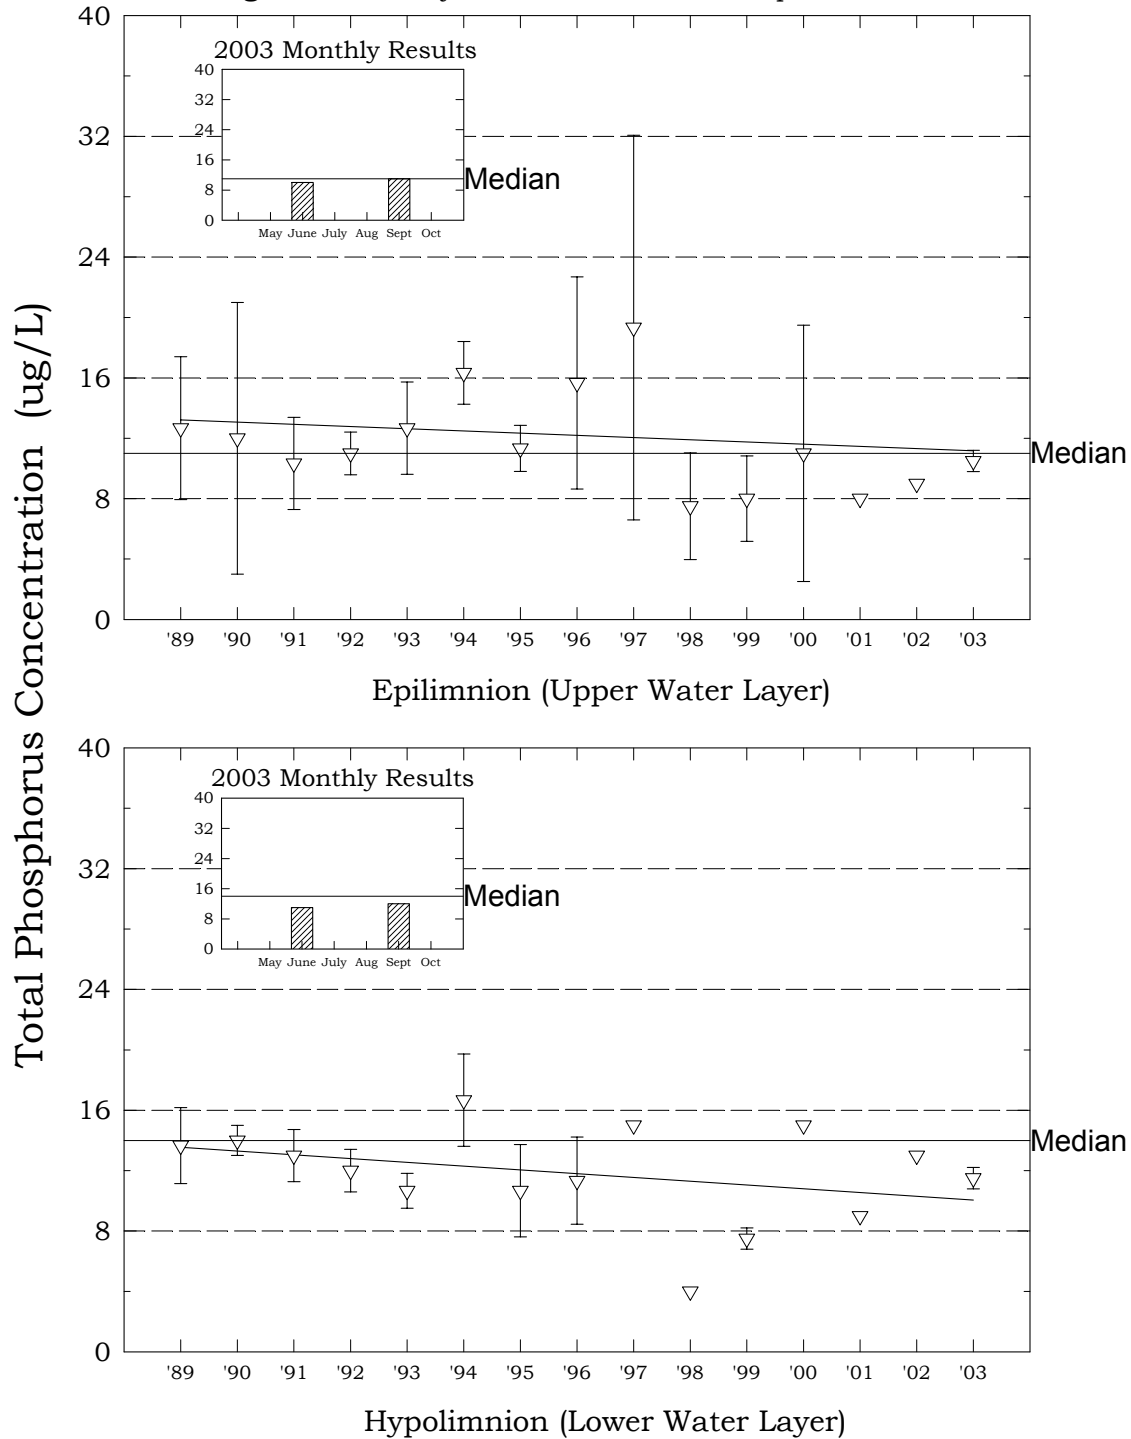 40
2003 Monthly Results
40
32
24
16
8
0
Median
May June July Aug Sept Oct
32
24
16
8
0
Median
'89 '90 '91 '92 '93 '94 '95 '96 '97 '98 '99 '00 '01 '02 '03
Epilimnion (Upper Water Layer)
Total Phosphorus Concentration (ug/L)
40
2003 Monthly Results
40
32
24
16
8
0
Median
May June July Aug Sept Oct
32
24
16
8
0
Median
'89 '90 '91 '92 '93 '94 '95 '96 '97 '98 '99 '00 '01 '02 '03
Hypolimnion (Lower Water Layer)